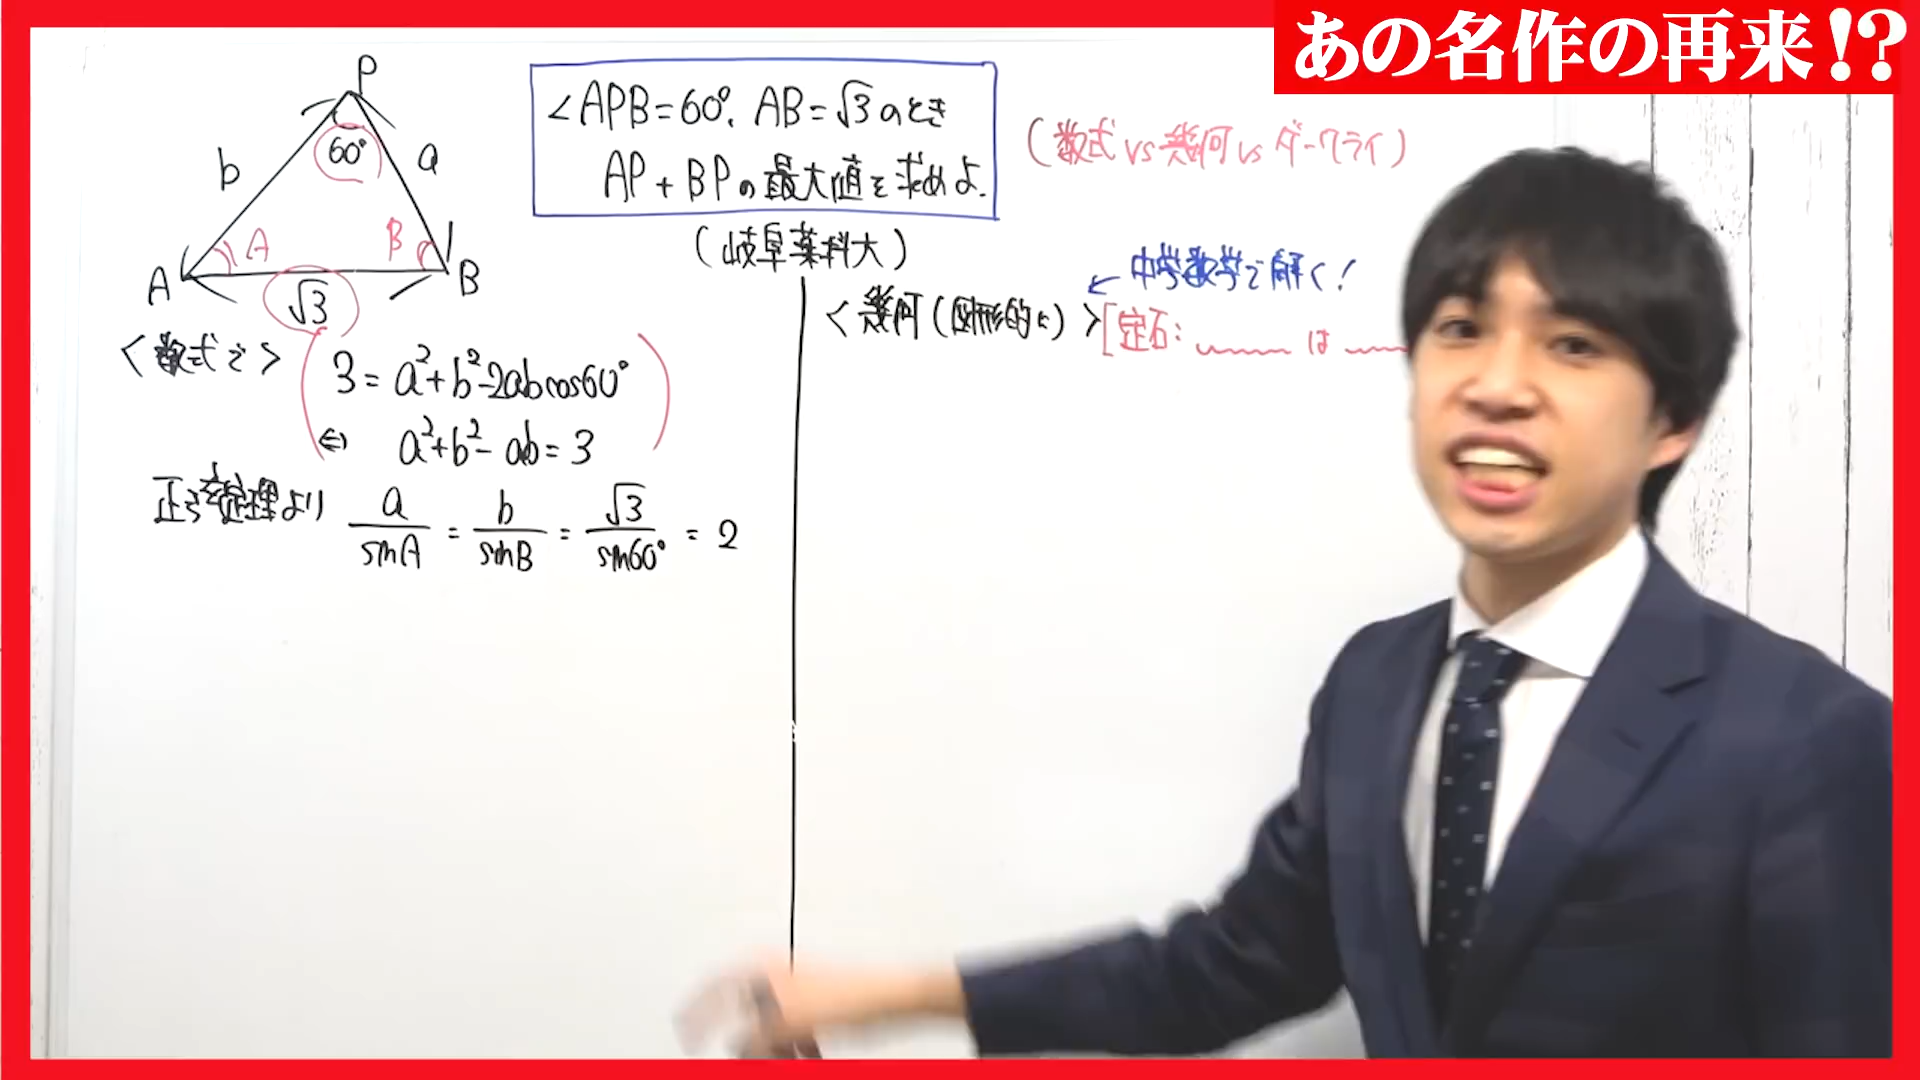 あの名作の再来!?
P
60°
b
a
A
B
A
B
√3
∠APB=60°, AB=√3のとき
AP+BPの最大値を求めよ.
(岐阜薬科大)
(数式 vs 幾何 vs ダークライ)
<数式で>
3=a²+b²-2abcos60°
⇔ a²+b²-ab=3
正弦定理より a/sinA = b/sinB = √3/sin60° = 2
← 中学数学で解く!
<幾何(図形的に)>
[定石: 〰 は 〰